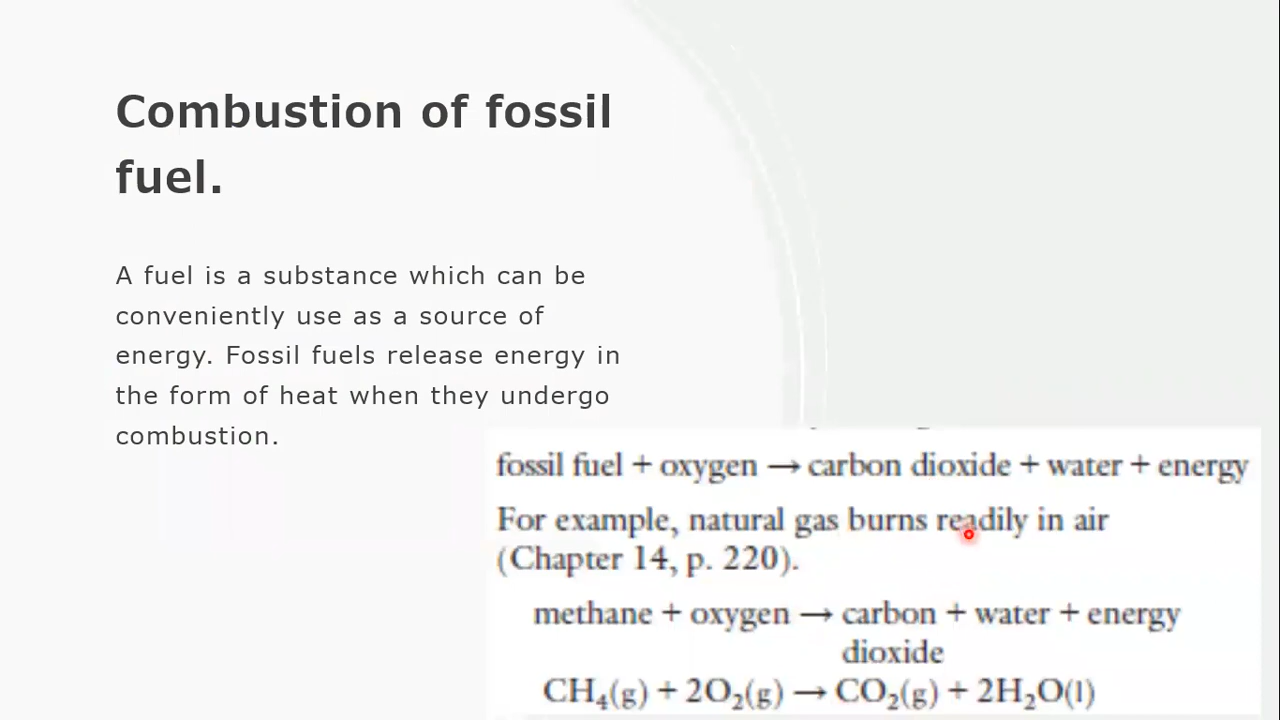 Combustion of fossil
fuel.
A fuel is a substance which can be
conveniently use as a source of
energy. Fossil fuels release energy in
the form of heat when they undergo
combustion.
fossil fuel + oxygen → carbon dioxide + water + energy
For example, natural gas burns readily in air
(Chapter 14, p. 220).
methane + oxygen → carbon + water + energy
dioxide
CH₄(g) + 2O₂(g) → CO₂(g) + 2H₂O(l)